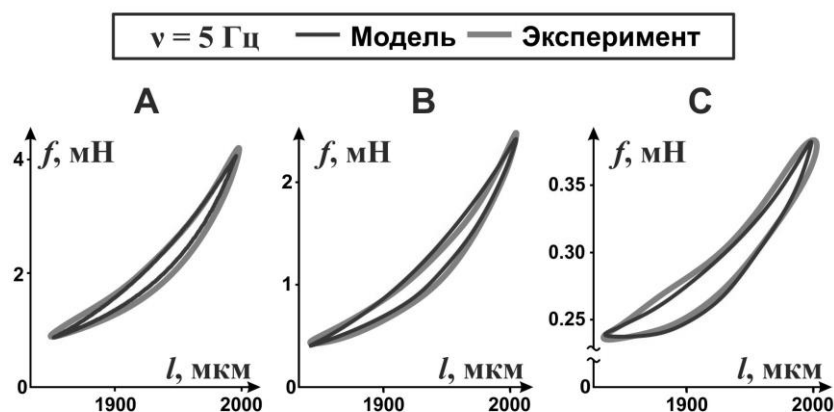 ν = 5 Гц Модель Эксперимент
A B C
f, мН f, мН f, мН
4
2
0
2
1
0
0.35
0.30
0.25
0
l, мкм l, мкм l, мкм
1900 2000 1900 2000 1900 2000